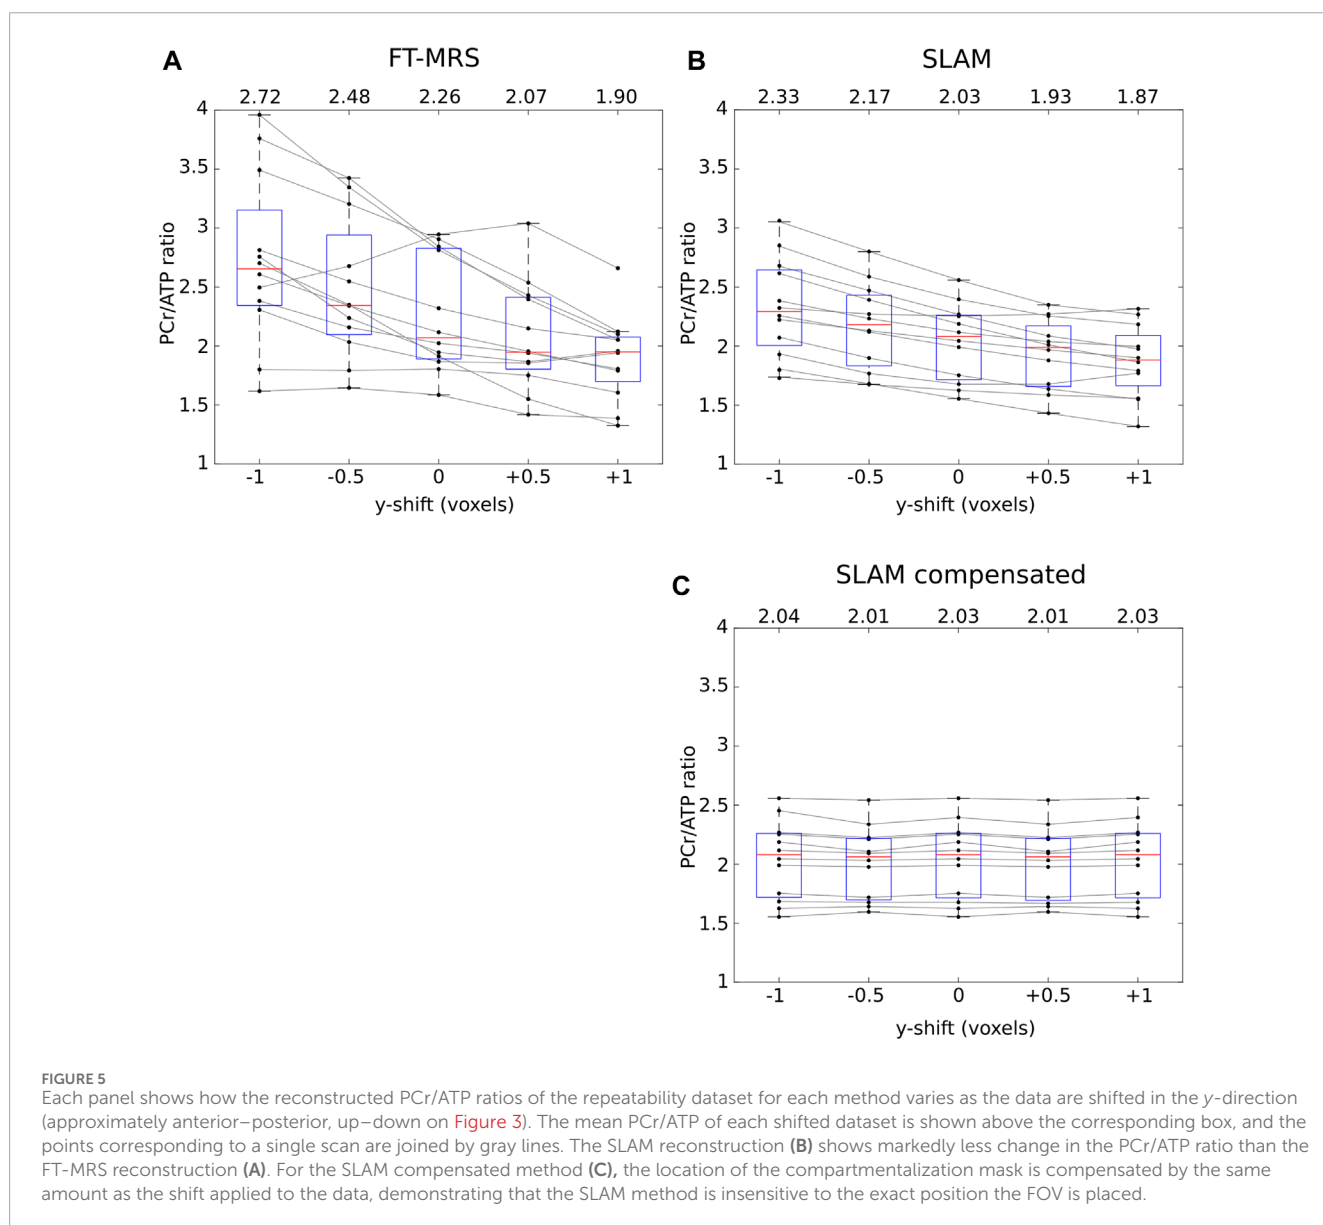 A
FT-MRS
2.72 2.48 2.26 2.07 1.90
4
3.5
3
2.5
2
1.5
1
PCr/ATP ratio
-1 -0.5 0 +0.5 +1
y-shift (voxels)
B
SLAM
2.33 2.17 2.03 1.93 1.87
4
3.5
3
2.5
2
1.5
1
PCr/ATP ratio
-1 -0.5 0 +0.5 +1
y-shift (voxels)
C
SLAM compensated
2.04 2.01 2.03 2.01 2.03
4
3.5
3
2.5
2
1.5
1
PCr/ATP ratio
-1 -0.5 0 +0.5 +1
y-shift (voxels)
FIGURE 5
Each panel shows how the reconstructed PCr/ATP ratios of the repeatability dataset for each method varies as the data are shifted in the y-direction
(approximately anterior–posterior, up–down on Figure 3). The mean PCr/ATP of each shifted dataset is shown above the corresponding box, and the
points corresponding to a single scan are joined by gray lines. The SLAM reconstruction (B) shows markedly less change in the PCr/ATP ratio than the
FT-MRS reconstruction (A). For the SLAM compensated method (C), the location of the compartmentalization mask is compensated by the same
amount as the shift applied to the data, demonstrating that the SLAM method is insensitive to the exact position the FOV is placed.